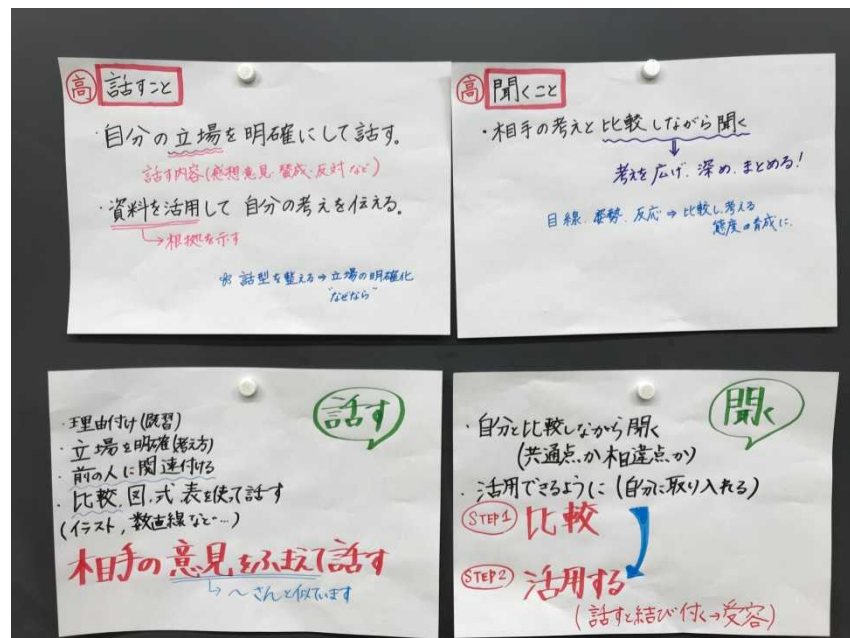 高 話すこと
・自分の立場を明確にして話す。
話す内容(感想意見・賛成・反対など)
・資料を活用して自分の考えを伝える。
→根拠を示す
※話型を整える⇒立場の明確化
"なぜなら"
高 聞くこと
・相手の考えと比較しながら聞く
考えを広げ、深め、まとめる!
目線、姿勢、反応⇒比較し、考える
態度の育成に。
話す
・理由付け(既習)
・立場を明確(考え方)
・前の人に関連付ける
・比較、図、式、表を使って話す
(イラスト,数直線など…)
相手の意見をふまえて話す
→〜さんと似ています
聞く
・自分と比較しながら聞く
(共通点か相違点か)
・活用できるように(自分に取り入れる)
STEP1 比較
STEP2 活用する
(話すと結び付く→受容)